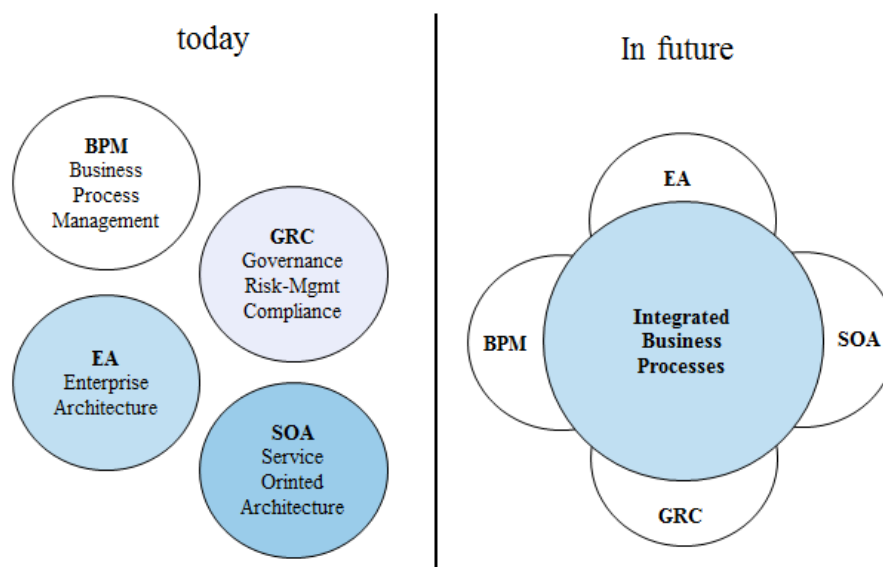 today
BPM
Business
Process
Management
GRC
Governance
Risk-Mgmt
Compliance
EA
Enterprise
Architecture
SOA
Service
Orinted
Architecture
In future
EA
BPM
Integrated
Business
Processes
SOA
GRC